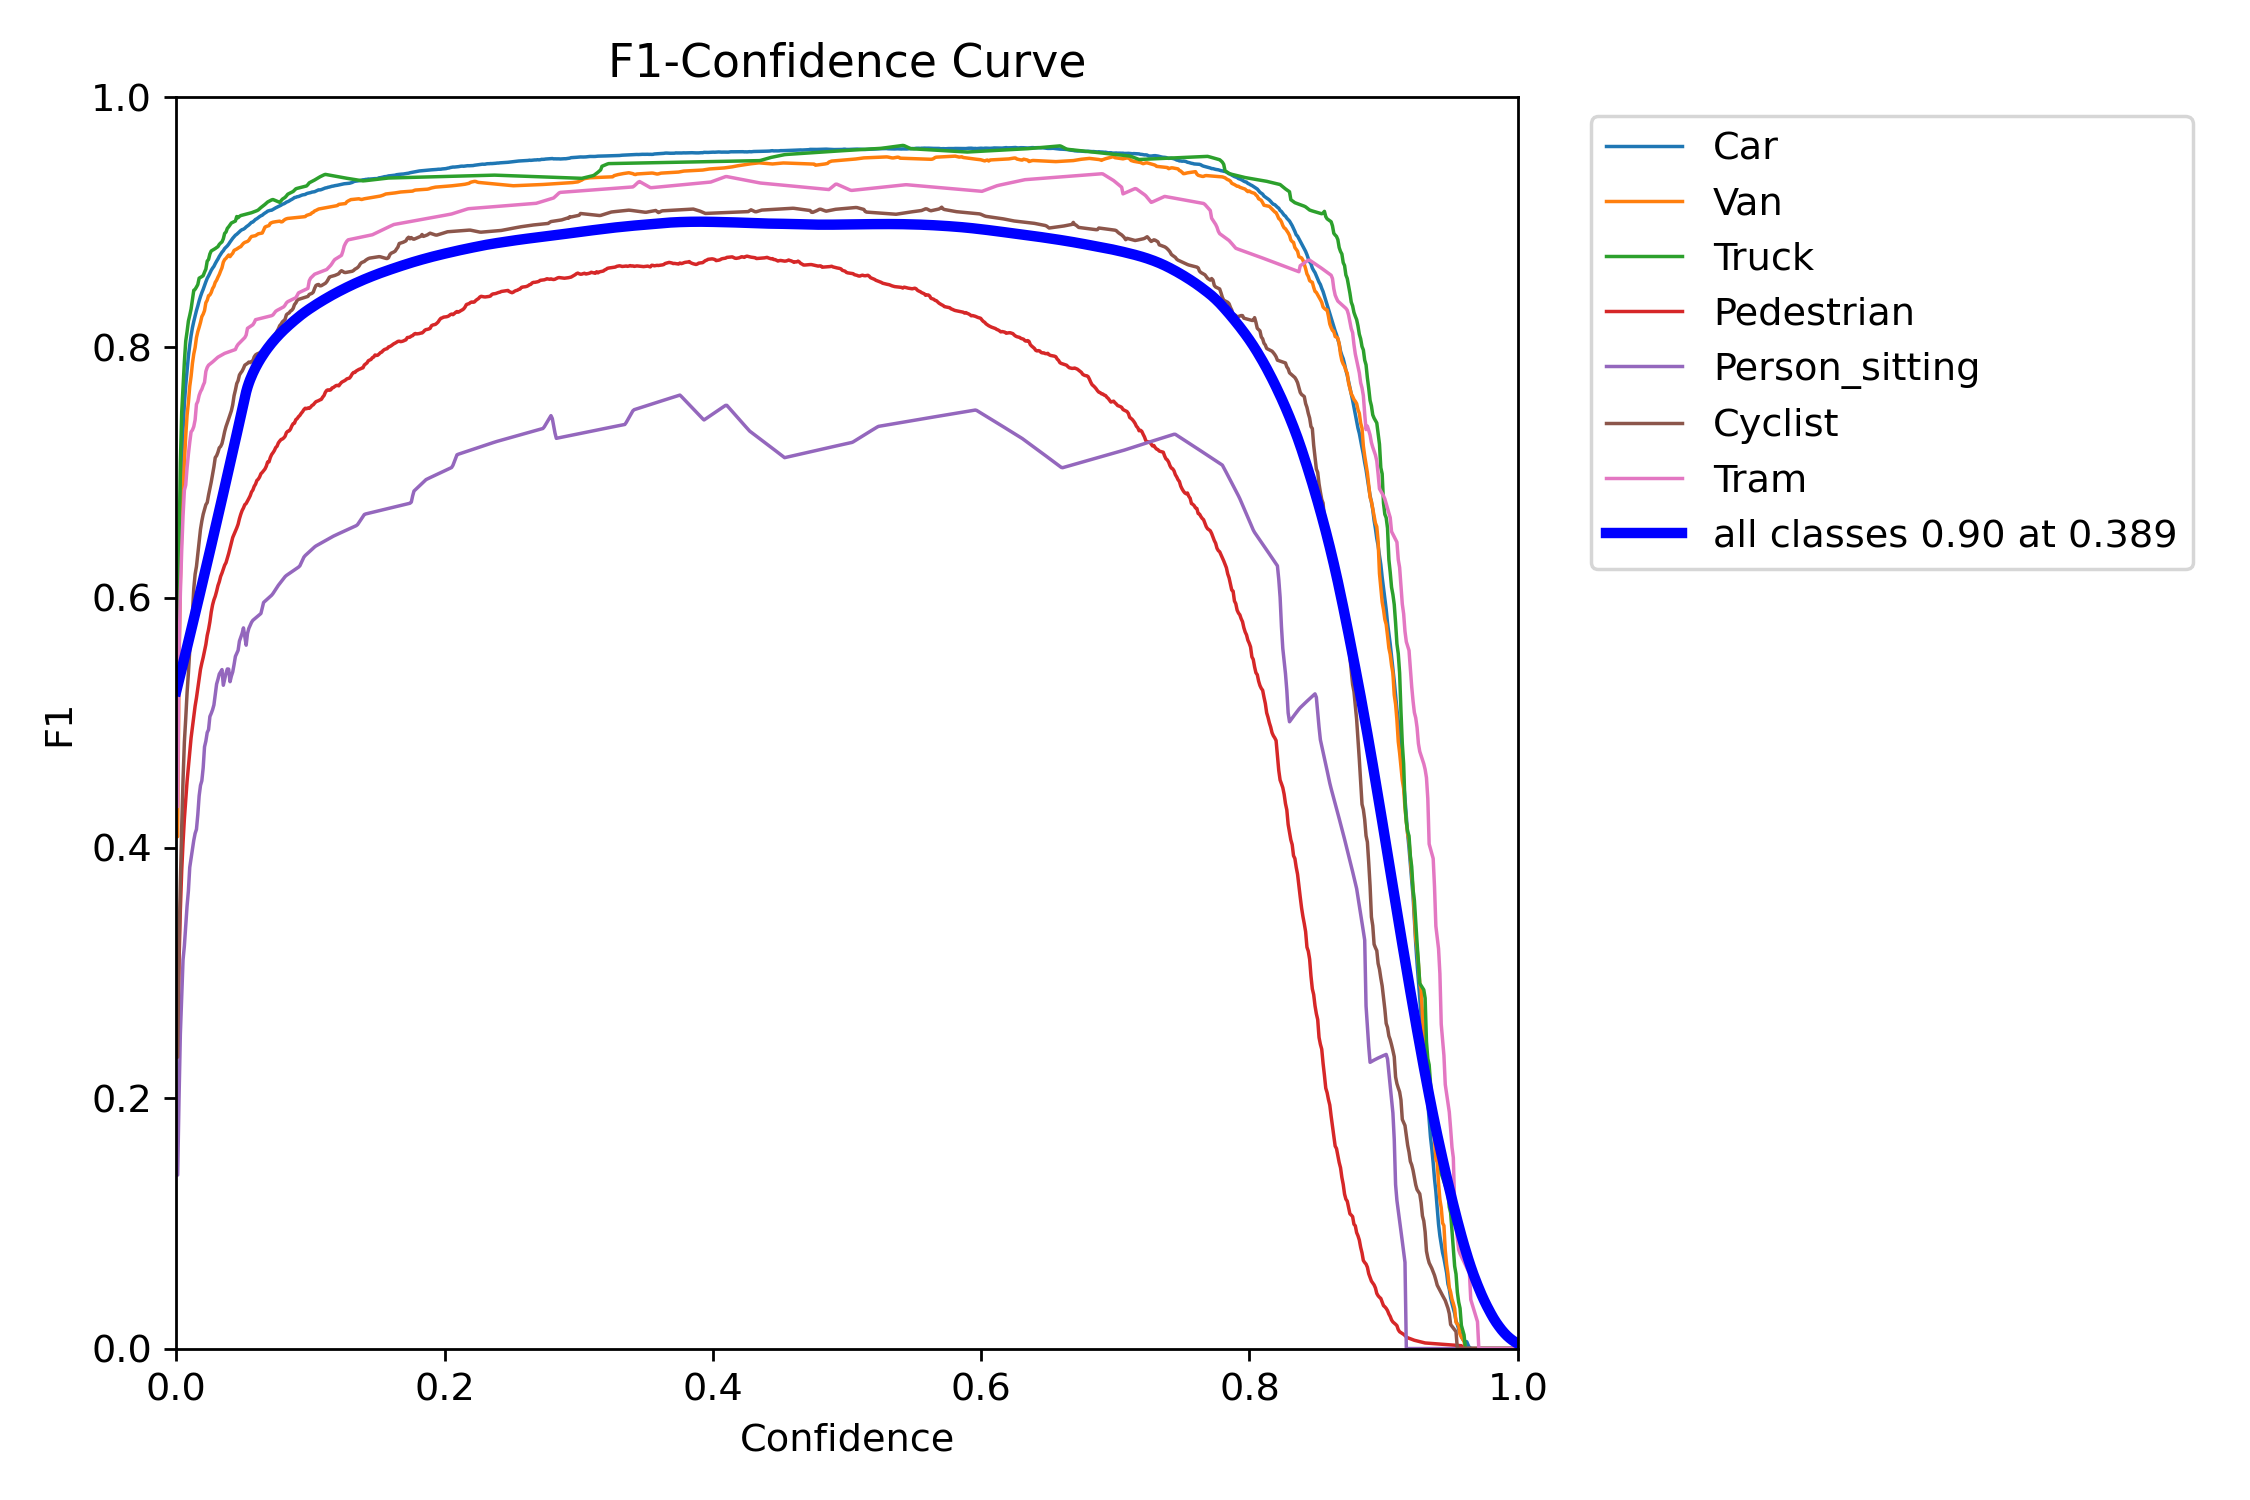 F1-Confidence Curve
1.0
0.8
0.6
0.4
0.2
0.0
F1
0.0 0.2 0.4 0.6 0.8 1.0
Confidence
Car
Van
Truck
Pedestrian
Person_sitting
Cyclist
Tram
all classes 0.90 at 0.389